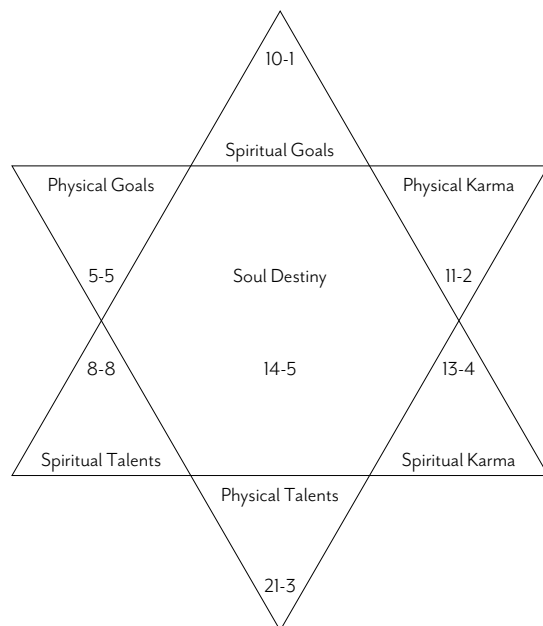 10-1
Spiritual Goals
Physical Goals
Physical Karma
5-5
Soul Destiny
11-2
8-8
14-5
13-4
Spiritual Talents
Physical Talents
Spiritual Karma
21-3